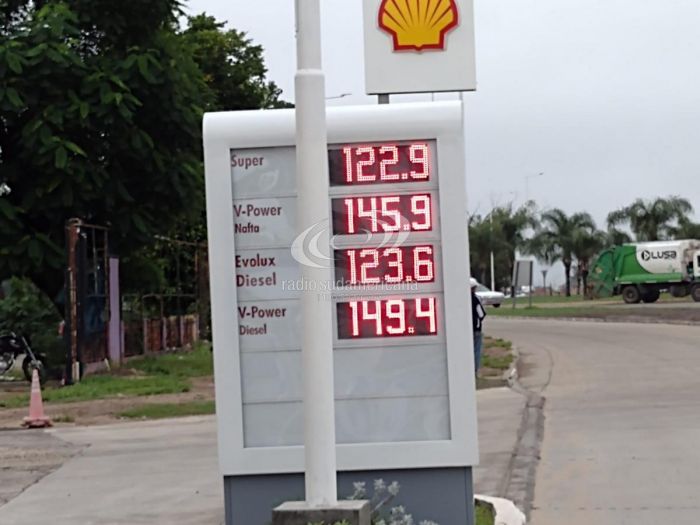 Super 122.9
V-Power 145.9
Nafta
Evolux 123.6
Diesel
V-Power 149.4
Diesel
radio sudamericana
LUSA